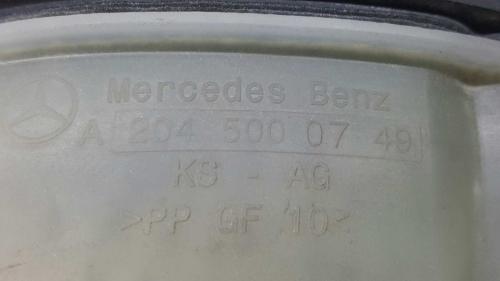 Mercedes Benz
A 204 500 07 49
KS - AG
>PP GF 10<